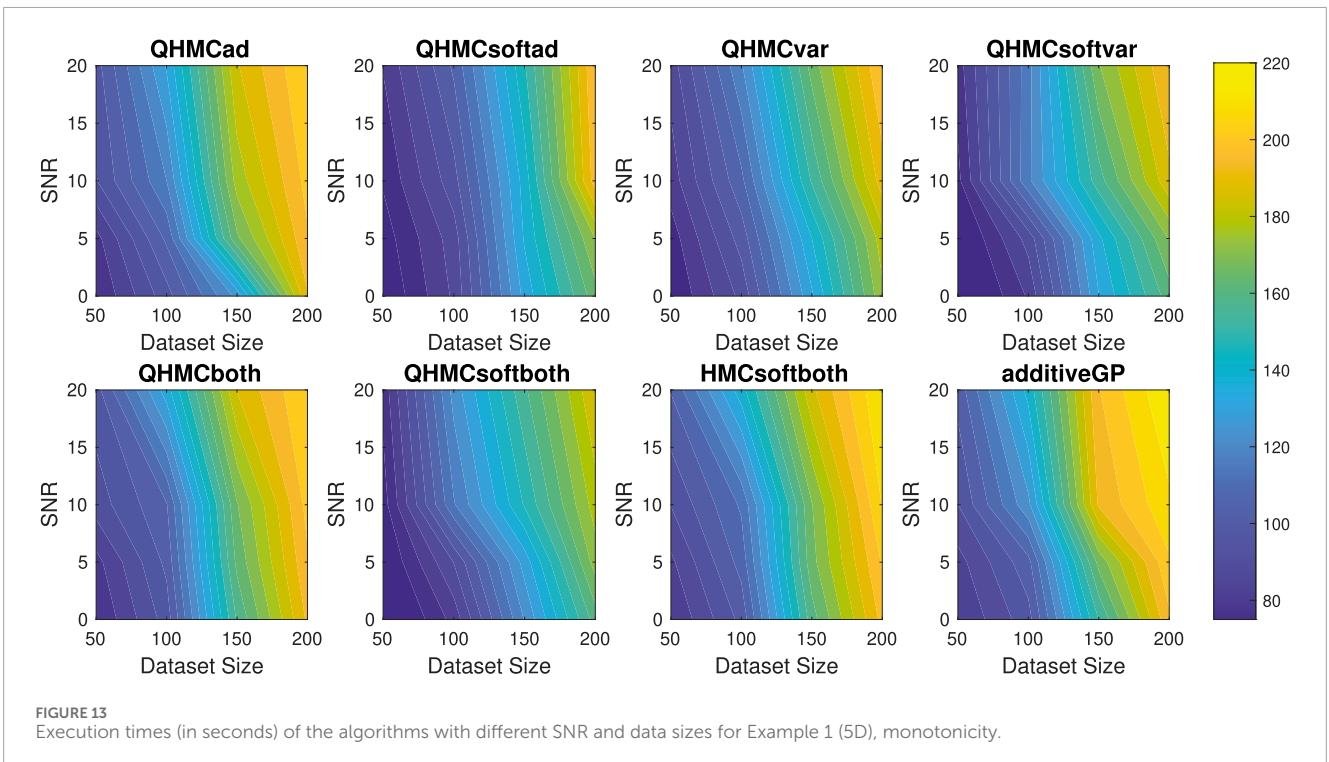 QHMCad QHMCsoftad QHMCvar QHMCsoftvar
20 20 20 20 220
15 15 15 15 200
SNR SNR SNR SNR
10 10 10 10 180
5 5 5 5
0 0 0 0 160
50 100 150 200 50 100 150 200 50 100 150 200 50 100 150 200
Dataset Size Dataset Size Dataset Size Dataset Size
QHMCboth QHMCsoftboth HMCsoftboth additiveGP
20 20 20 20 140
15 15 15 15 120
SNR SNR SNR SNR
10 10 10 10
5 5 5 5 100
0 0 0 0 80
50 100 150 200 50 100 150 200 50 100 150 200 50 100 150 200
Dataset Size Dataset Size Dataset Size Dataset Size
FIGURE 13
Execution times (in seconds) of the algorithms with different SNR and data sizes for Example 1 (5D), monotonicity.